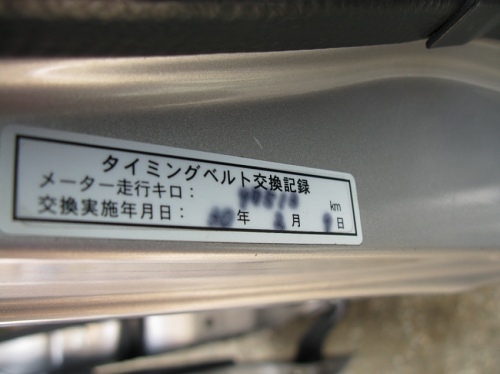 タイミングベルト交換記録
メーター走行キロ： km
交換実施年月日： 年 月 9日